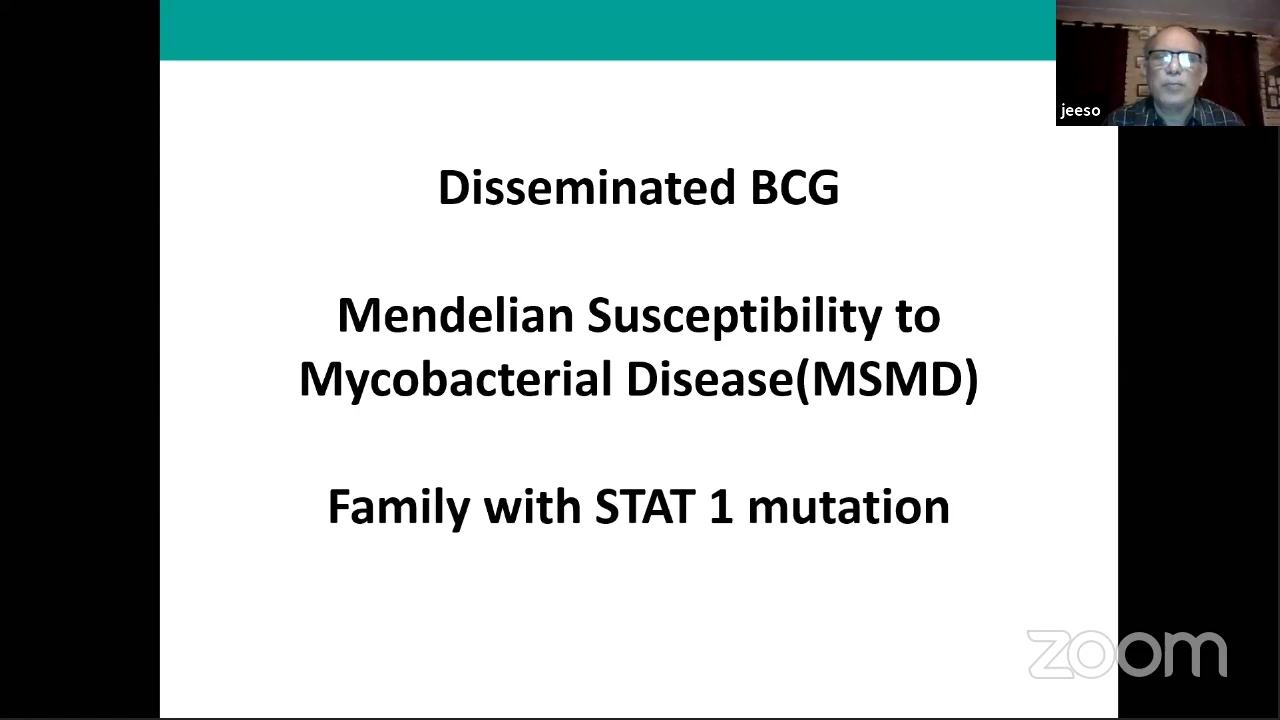 jeeso
Disseminated BCG
Mendelian Susceptibility to
Mycobacterial Disease(MSMD)
Family with STAT 1 mutation
zoom